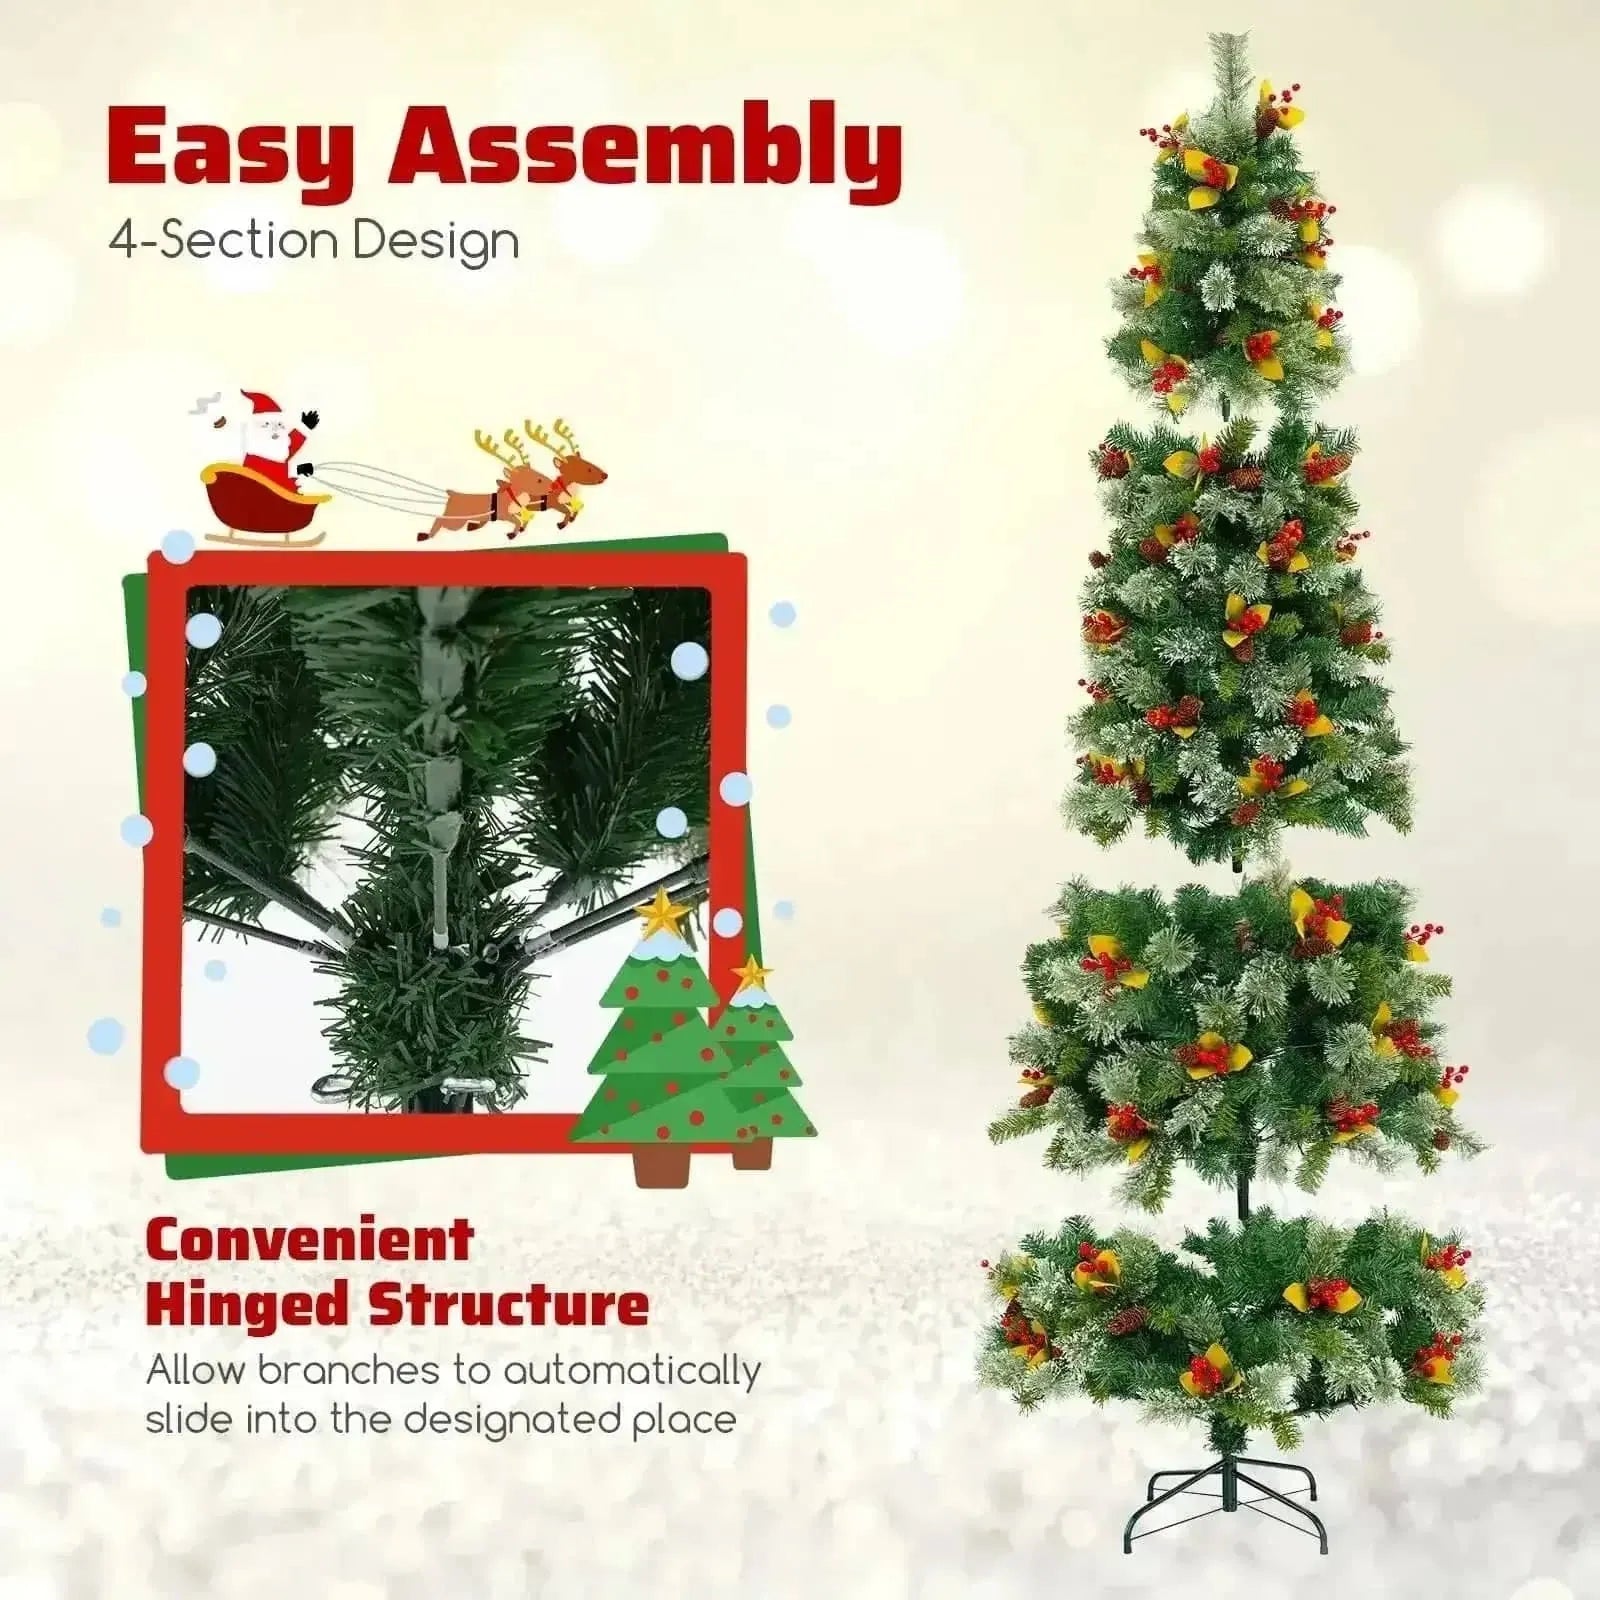 Easy Assembly
4-Section Design
Convenient
Hinged Structure
Allow branches to automatically
slide into the designated place